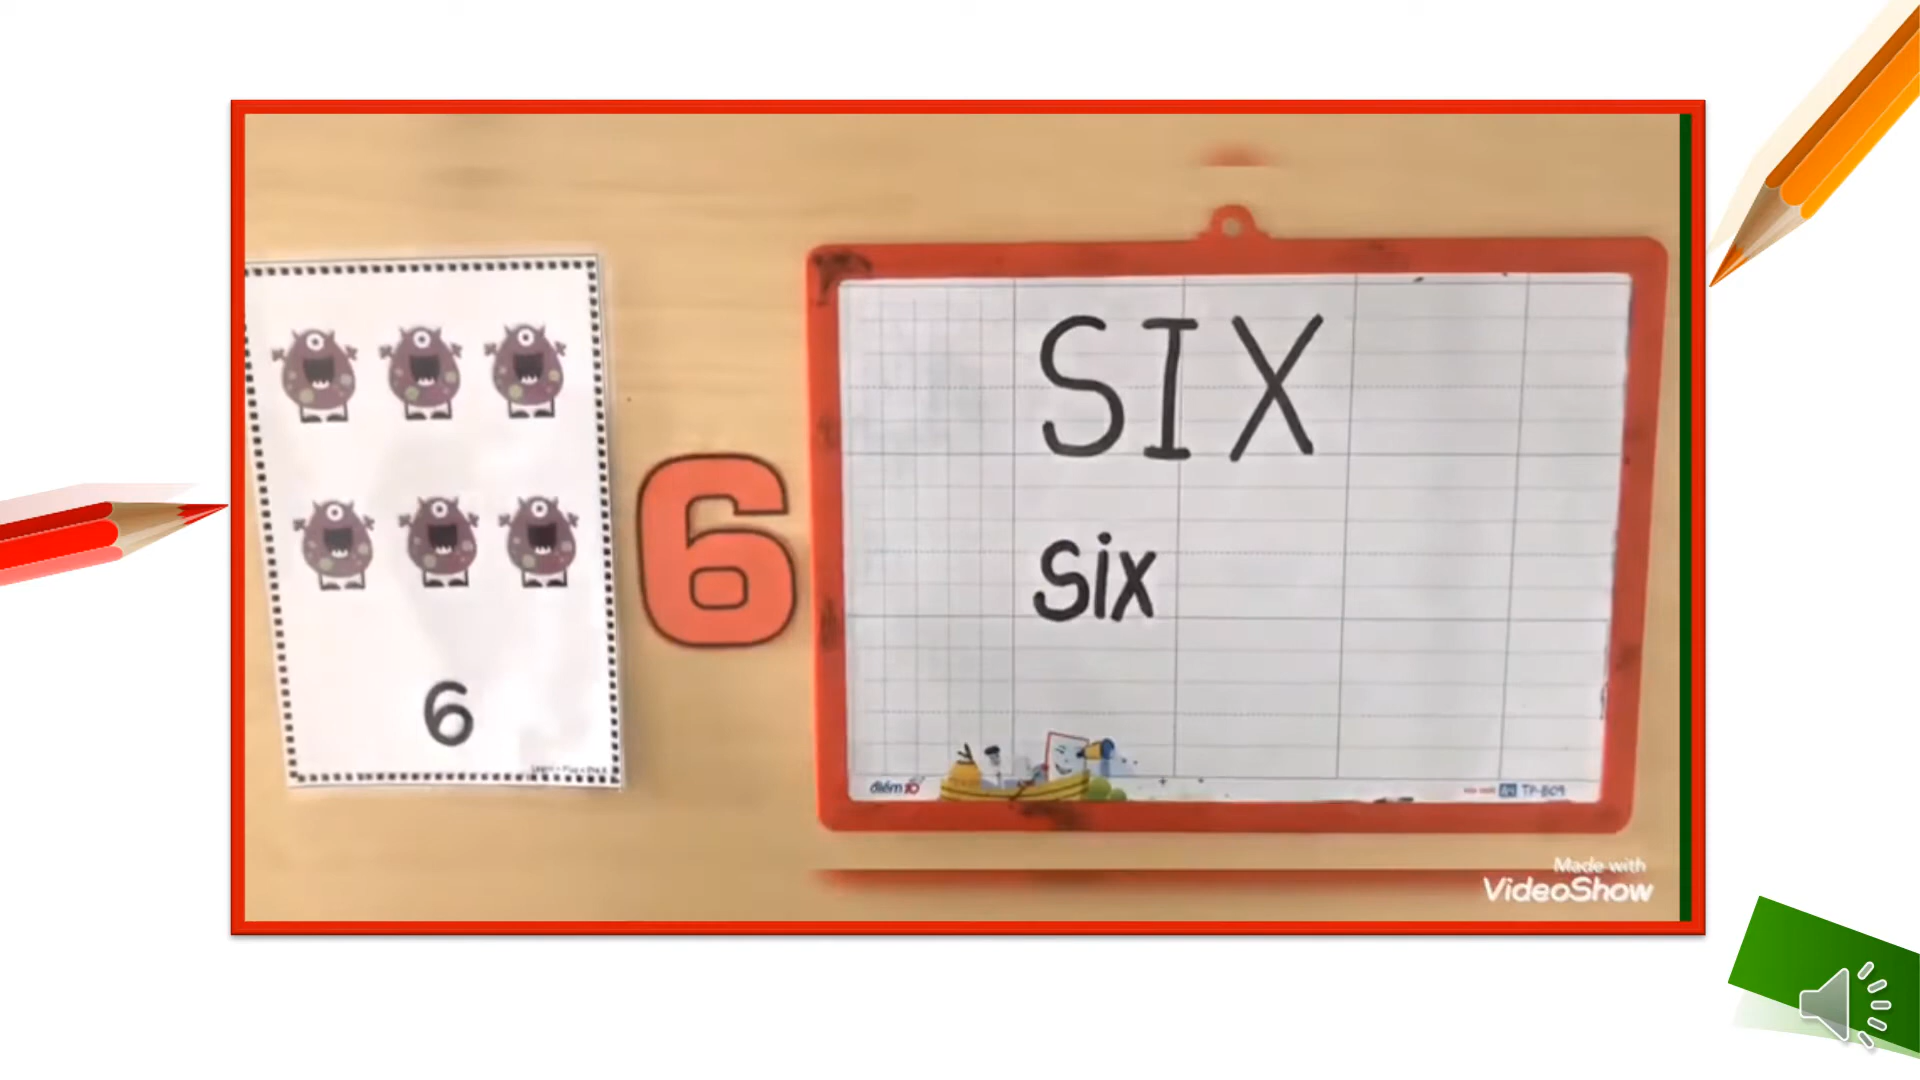 6
6
SIX
six
điểm 10
TP-B09
Made with
VideoShow